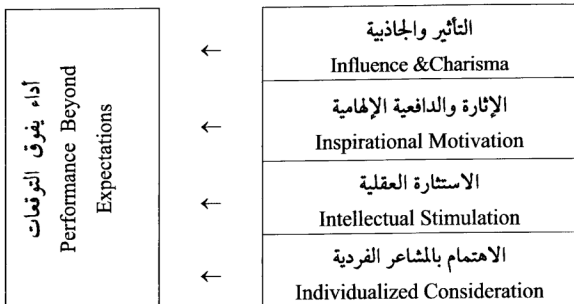 التأثير والجاذبية
Influence &Charisma
الإثارة والدافعية الإلهامية
Inspirational Motivation
الاستثارة العقلية
Intellectual Stimulation
الاهتمام بالمشاعر الفردية
Individualized Consideration
أداء يفوق التوقعات
Performance Beyond
Expectations